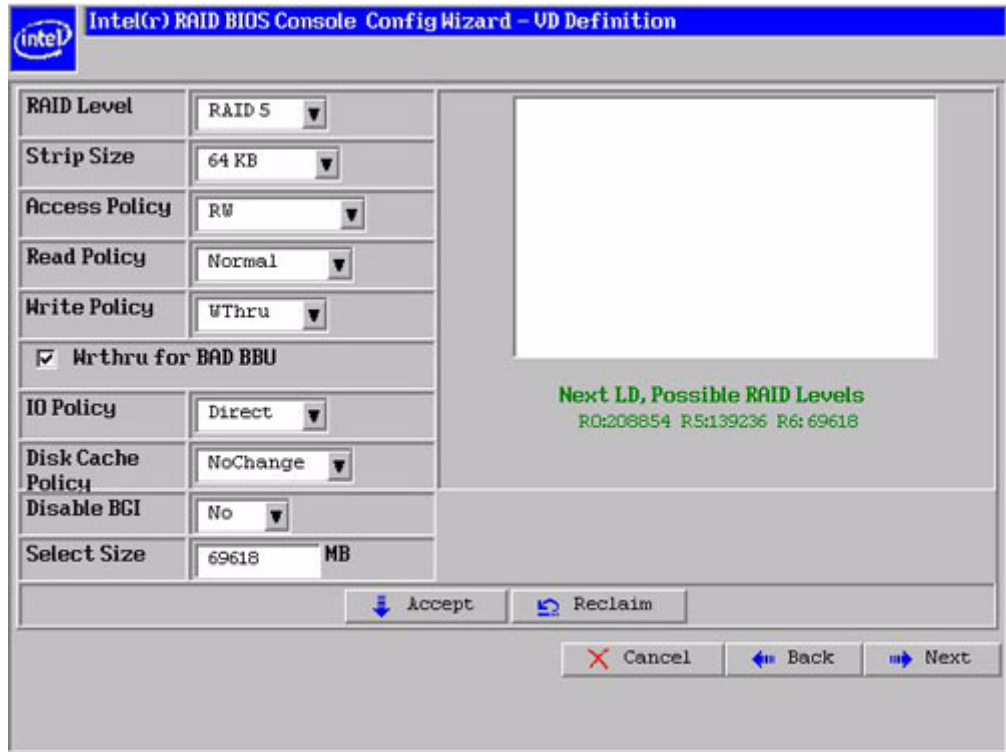 intel
Intel(r) RAID BIOS Console Config Wizard – VD Definition
RAID Level
RAID 5
Strip Size
64 KB
Access Policy
RW
Read Policy
Normal
Write Policy
WThru
Wrthru for BAD BBU
IO Policy
Direct
Disk Cache
Policy
NoChange
Disable BGI
No
Select Size
69618
MB
Next LD, Possible RAID Levels
R0:208854 R5:139236 R6: 69618
Accept
Reclaim
Cancel
Back
Next